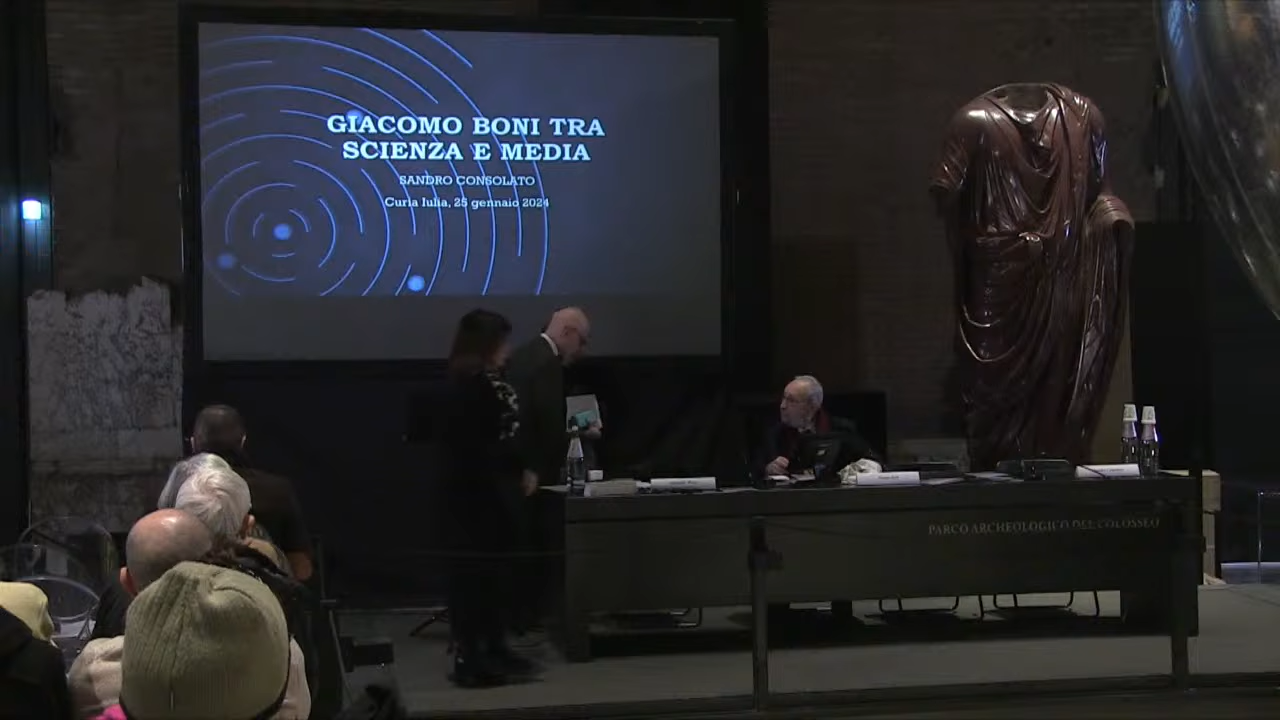 GIACOMO BONI TRA
SCIENZA E MEDIA
SANDRO CONSOLATO
Curia Iulia, 25 gennaio 2024
PARCO ARCHEOLOGICO DEL COLOSSEO